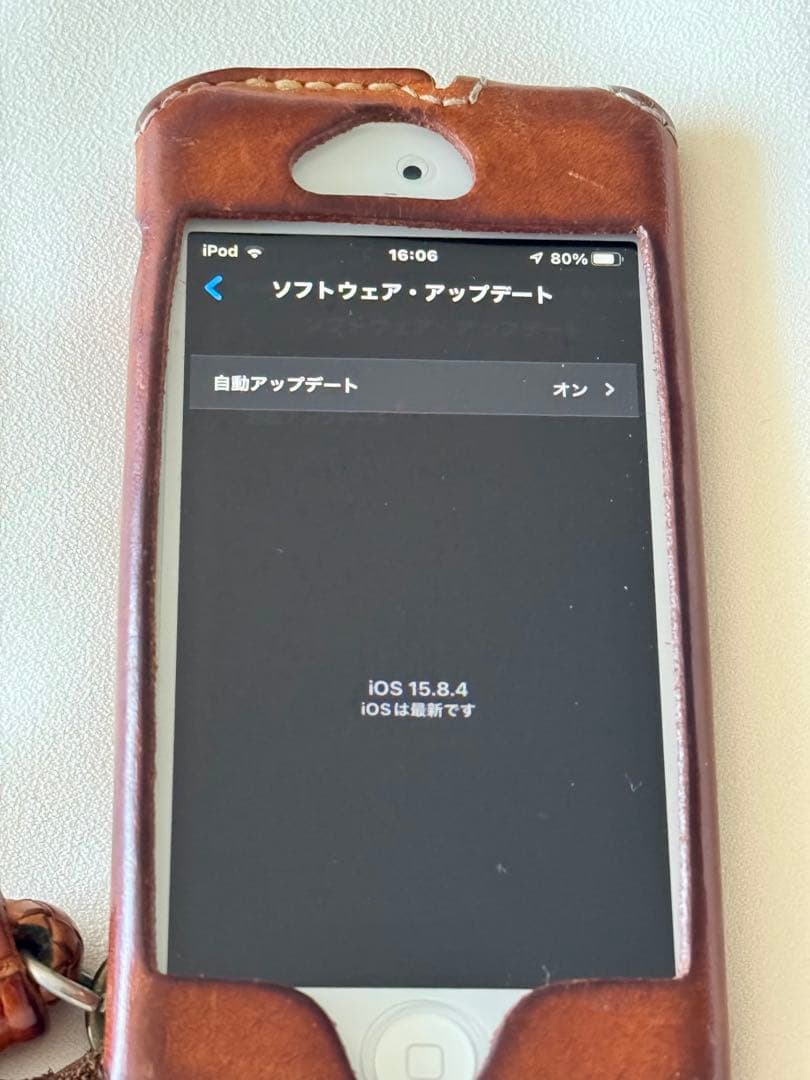 iPod 16:06 80%
ソフトウェア・アップデート
自動アップデート オン
iOS 15.8.4
iOSは最新です